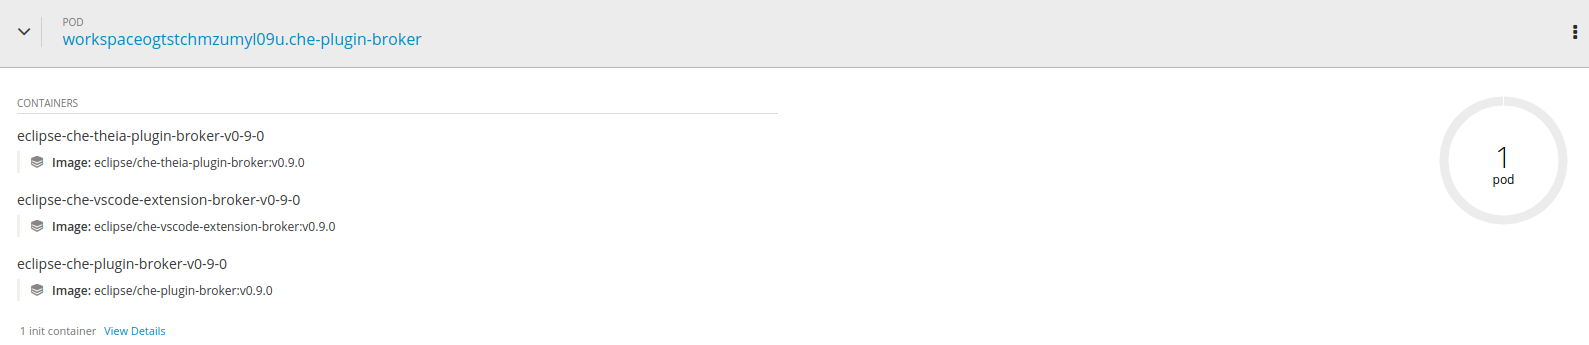 POD
workspaceogtstchmzumyl09u.che-plugin-broker
CONTAINERS
eclipse-che-theia-plugin-broker-v0-9-0
Image: eclipse/che-theia-plugin-broker:v0.9.0
eclipse-che-vscode-extension-broker-v0-9-0
Image: eclipse/che-vscode-extension-broker:v0.9.0
eclipse-che-plugin-broker-v0-9-0
Image: eclipse/che-plugin-broker:v0.9.0
1 init container View Details
1
pod